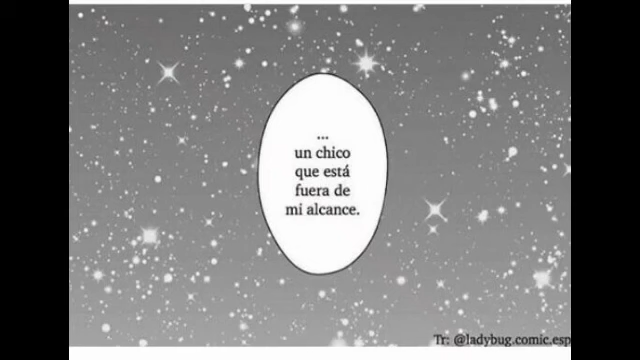 ...
un chico
que está
fuera de
mi alcance.
Tr: @ladybug.comic.esp